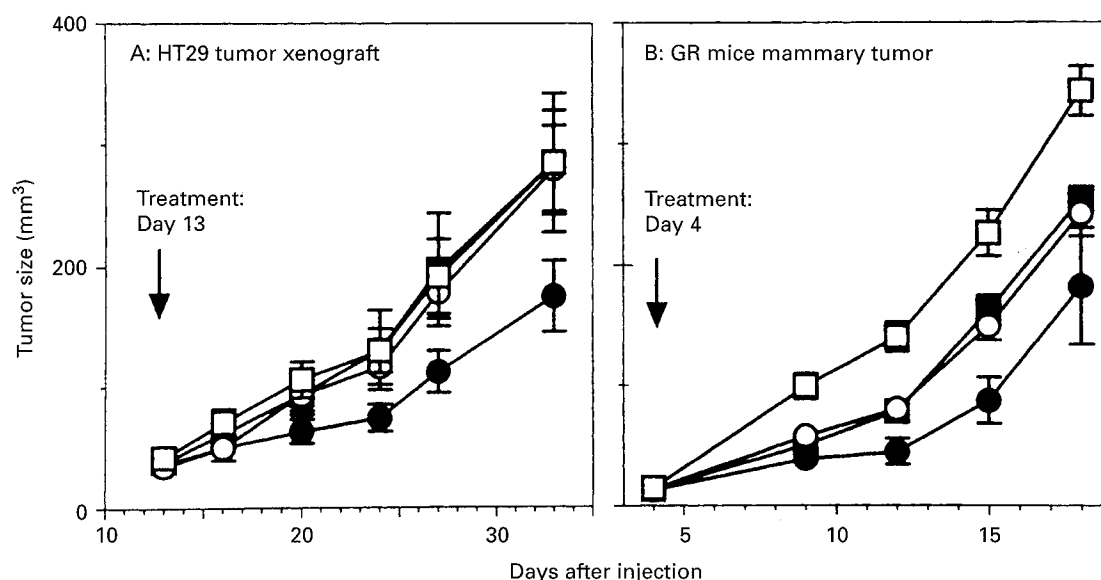 400
A: HT29 tumor xenograft
B: GR mice mammary tumor
Treatment:
Day 13
Treatment:
Day 4
Tumor size (mm³)
200
0
10
20
30
5
10
15
Days after injection